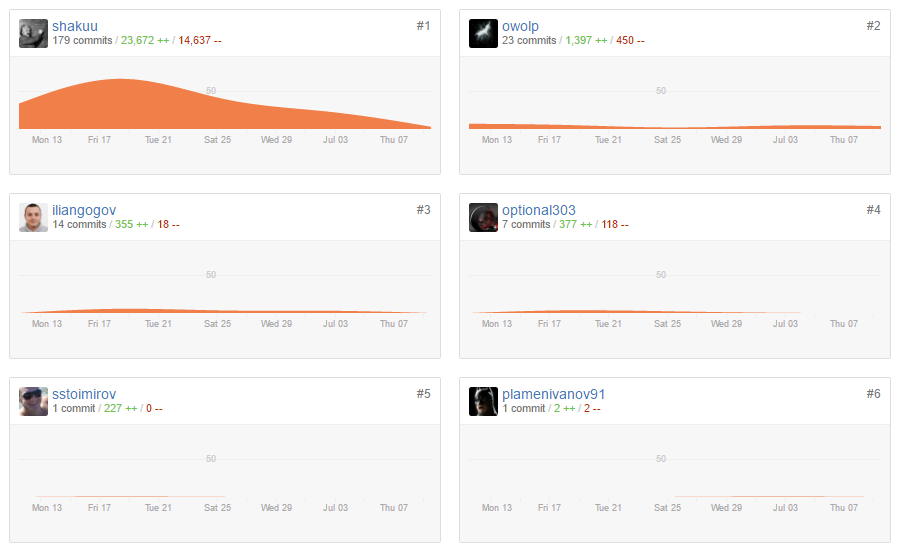 shakuu #1
179 commits / 23,672 ++ / 14,637 --
50
Mon 13 Fri 17 Tue 21 Sat 25 Wed 29 Jul 03 Thu 07
owolp #2
23 commits / 1,397 ++ / 450 --
50
Mon 13 Fri 17 Tue 21 Sat 25 Wed 29 Jul 03 Thu 07
iliangogov #3
14 commits / 355 ++ / 18 --
50
Mon 13 Fri 17 Tue 21 Sat 25 Wed 29 Jul 03 Thu 07
optional303 #4
7 commits / 377 ++ / 118 --
50
Mon 13 Fri 17 Tue 21 Sat 25 Wed 29 Jul 03 Thu 07
sstoimirov #5
1 commit / 227 ++ / 0 --
50
Mon 13 Fri 17 Tue 21 Sat 25 Wed 29 Jul 03 Thu 07
plamenivanov91 #6
1 commit / 2 ++ / 2 --
50
Mon 13 Fri 17 Tue 21 Sat 25 Wed 29 Jul 03 Thu 07